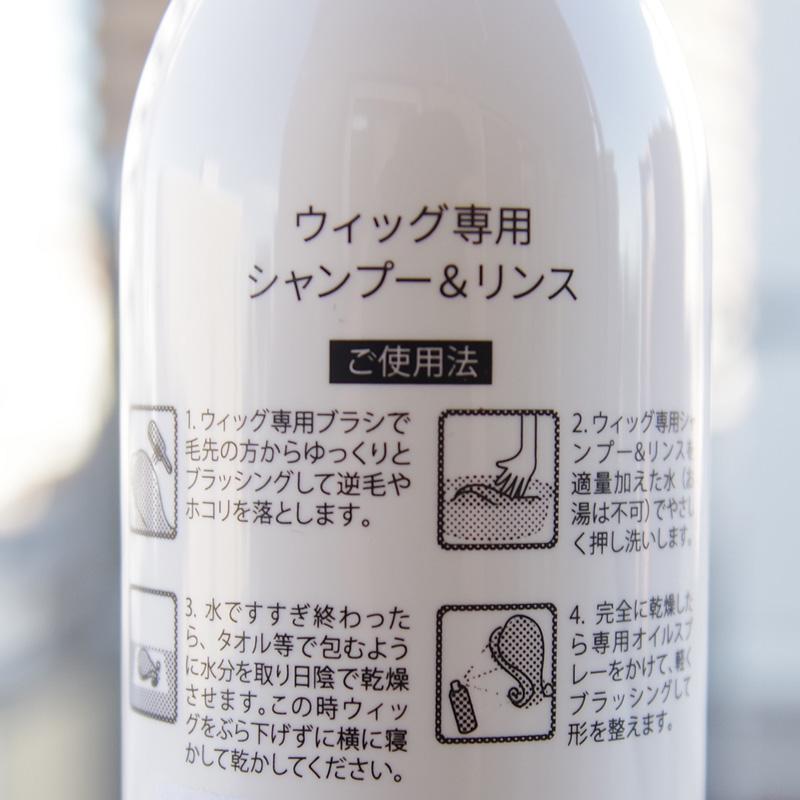 ウィッグ専用
シャンプー＆リンス
ご使用法
1.ウィッグ専用ブラシで
毛先の方からゆっくりと
ブラッシングして逆毛や
ホコリを落とします。
2.ウィッグ専用シャ
ンプー&リンスを
適量加えた水（お
湯は不可）でやさし
く押し洗いします。
3. 水ですすぎ終わった
ら、タオル等で包むよう
に水分を取り日陰で乾燥
させます。この時ウィッ
グをぶら下げずに横に寝
かして乾かしてください。
4. 完全に乾燥した
ら専用オイルスプ
レーをかけて、軽く
ブラッシングして
形を整えます。